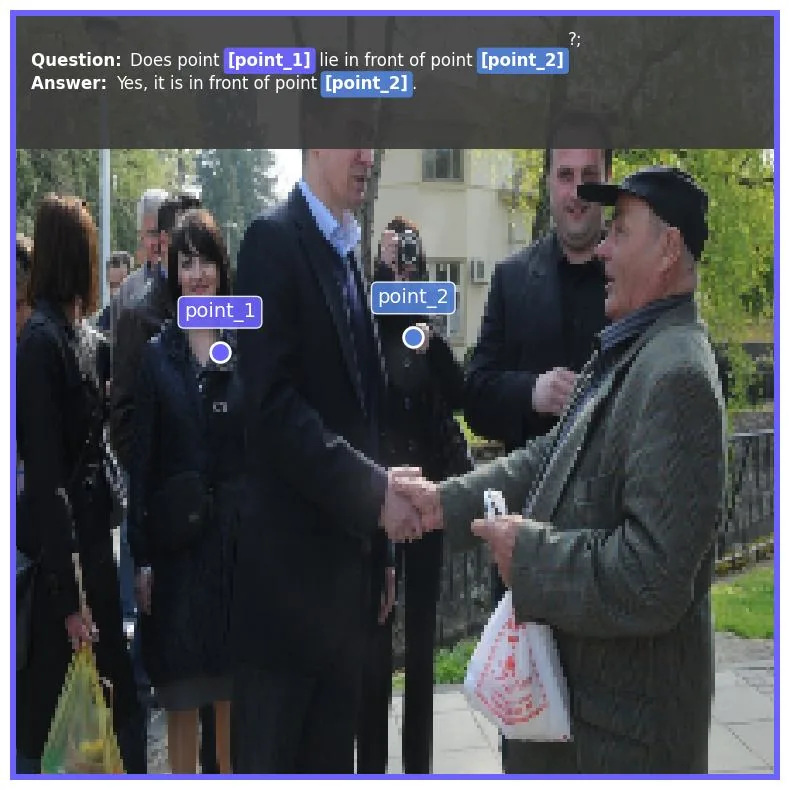 ?;
Question: Does point [point_1] lie in front of point [point_2]
Answer: Yes, it is in front of point [point_2].
point_1
point_2